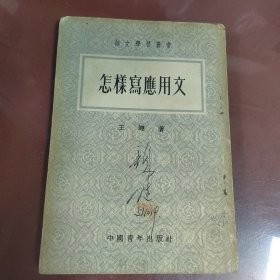 語文學習叢書
怎樣寫應用文
王　著
中國青年出版社